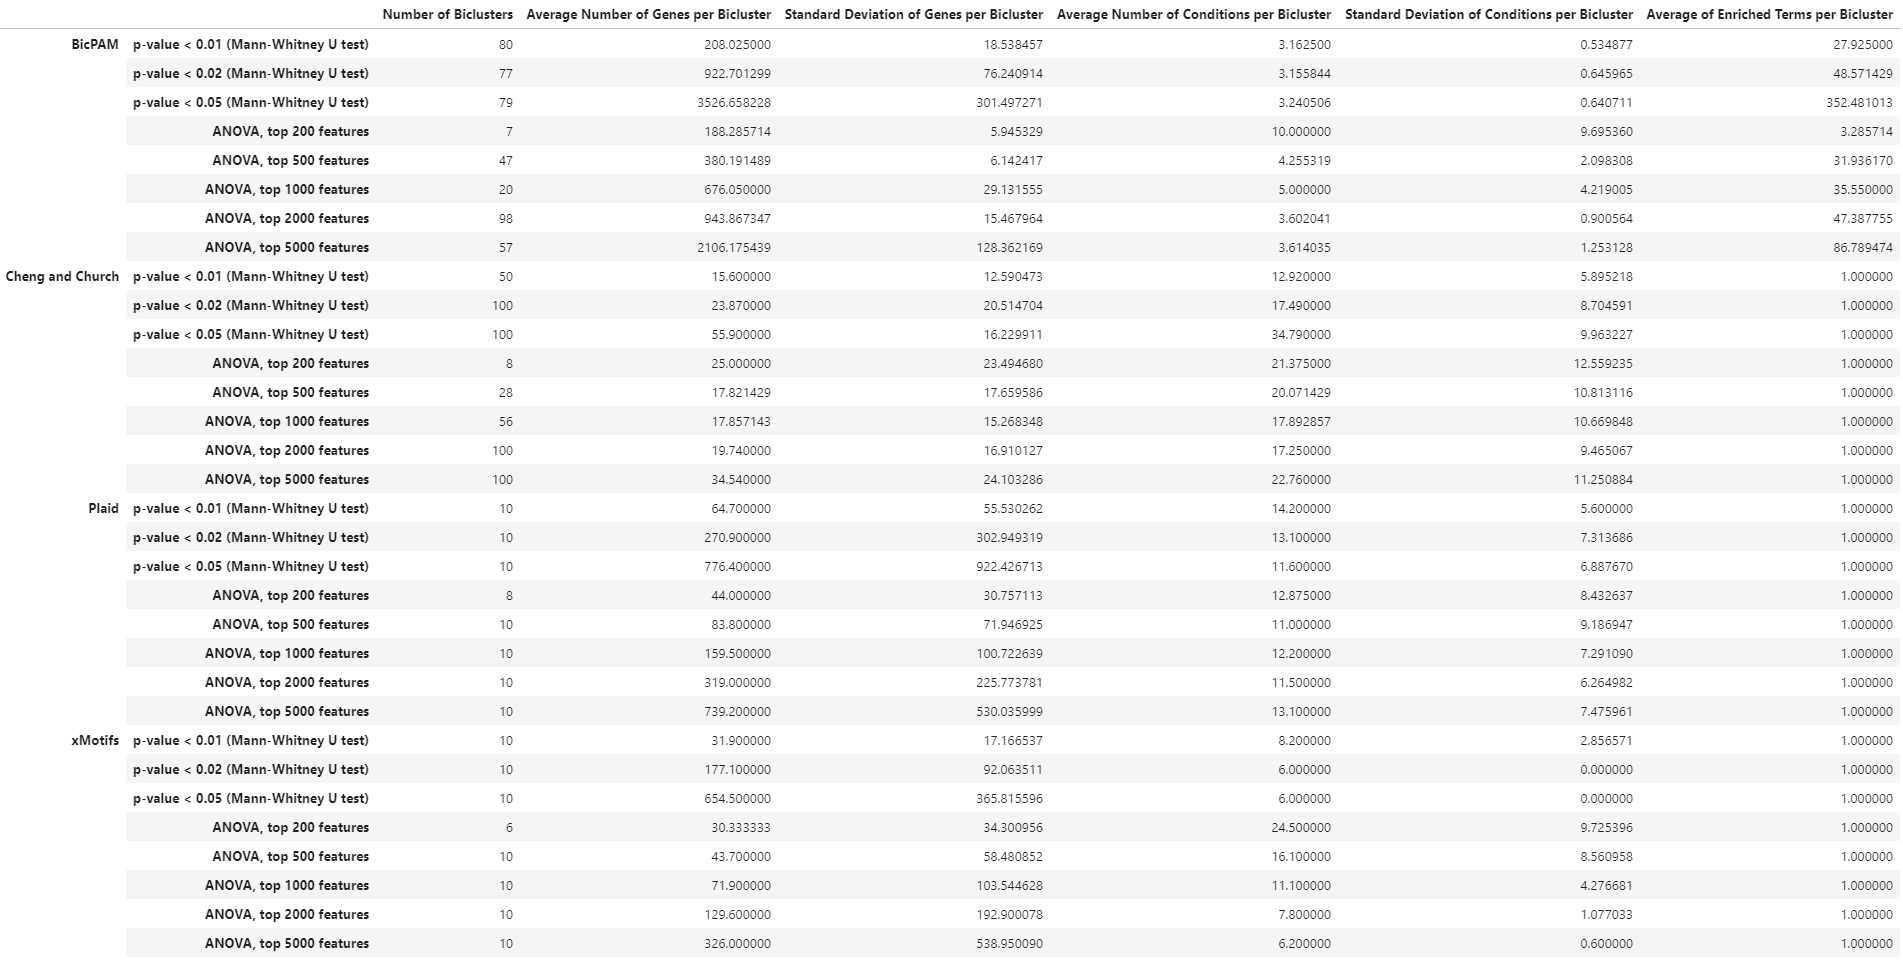 Number of Biclusters Average Number of Genes per Bicluster Standard Deviation of Genes per Bicluster Average Number of Conditions per Bicluster Standard Deviation of Conditions per Bicluster Average of Enriched Terms per Bicluster
BicPAM p-value < 0.01 (Mann-Whitney U test) 80 208.025000 18.538457 3.162500 0.534877 27.925000
p-value < 0.02 (Mann-Whitney U test) 77 922.701299 76.240914 3.155844 0.645965 48.571429
p-value < 0.05 (Mann-Whitney U test) 79 3526.658228 301.497271 3.240506 0.640711 352.481013
ANOVA, top 200 features 7 188.285714 5.945329 10.000000 9.695360 3.285714
ANOVA, top 500 features 47 380.191489 6.142417 4.255319 2.098308 31.936170
ANOVA, top 1000 features 20 676.050000 29.131555 5.000000 4.219005 35.550000
ANOVA, top 2000 features 98 943.867347 15.467964 3.602041 0.900564 47.387755
ANOVA, top 5000 features 57 2106.175439 128.362169 3.614035 1.253128 86.789474
Cheng and Church p-value < 0.01 (Mann-Whitney U test) 50 15.600000 12.590473 12.920000 5.895218 1.000000
p-value < 0.02 (Mann-Whitney U test) 100 23.870000 20.514704 17.490000 8.704591 1.000000
p-value < 0.05 (Mann-Whitney U test) 100 55.900000 16.229911 34.790000 9.963227 1.000000
ANOVA, top 200 features 8 25.000000 23.494680 21.375000 12.559235 1.000000
ANOVA, top 500 features 28 17.821429 17.659586 20.071429 10.813116 1.000000
ANOVA, top 1000 features 56 17.857143 15.268348 17.892857 10.669848 1.000000
ANOVA, top 2000 features 100 19.740000 16.910127 17.250000 9.465067 1.000000
ANOVA, top 5000 features 100 34.540000 24.103286 22.760000 11.250884 1.000000
Plaid p-value < 0.01 (Mann-Whitney U test) 10 64.700000 55.530262 14.200000 5.600000 1.000000
p-value < 0.02 (Mann-Whitney U test) 10 270.900000 302.949319 13.100000 7.313686 1.000000
p-value < 0.05 (Mann-Whitney U test) 10 776.400000 922.426713 11.600000 6.887670 1.000000
ANOVA, top 200 features 8 44.000000 30.757113 12.875000 8.432637 1.000000
ANOVA, top 500 features 10 83.800000 71.946925 11.000000 9.186947 1.000000
ANOVA, top 1000 features 10 159.500000 100.722639 12.200000 7.291090 1.000000
ANOVA, top 2000 features 10 319.000000 225.773781 11.500000 6.264982 1.000000
ANOVA, top 5000 features 10 739.200000 530.035999 13.100000 7.475961 1.000000
xMotifs p-value < 0.01 (Mann-Whitney U test) 10 31.900000 17.166537 8.200000 2.856571 1.000000
p-value < 0.02 (Mann-Whitney U test) 10 177.100000 92.063511 6.000000 0.000000 1.000000
p-value < 0.05 (Mann-Whitney U test) 10 654.500000 365.815596 6.000000 0.000000 1.000000
ANOVA, top 200 features 6 30.333333 34.300956 24.500000 9.725396 1.000000
ANOVA, top 500 features 10 43.700000 58.480852 16.100000 8.560958 1.000000
ANOVA, top 1000 features 10 71.900000 103.544628 11.100000 4.276681 1.000000
ANOVA, top 2000 features 10 129.600000 192.900078 7.800000 1.077033 1.000000
ANOVA, top 5000 features 10 326.000000 538.950090 6.200000 0.600000 1.000000